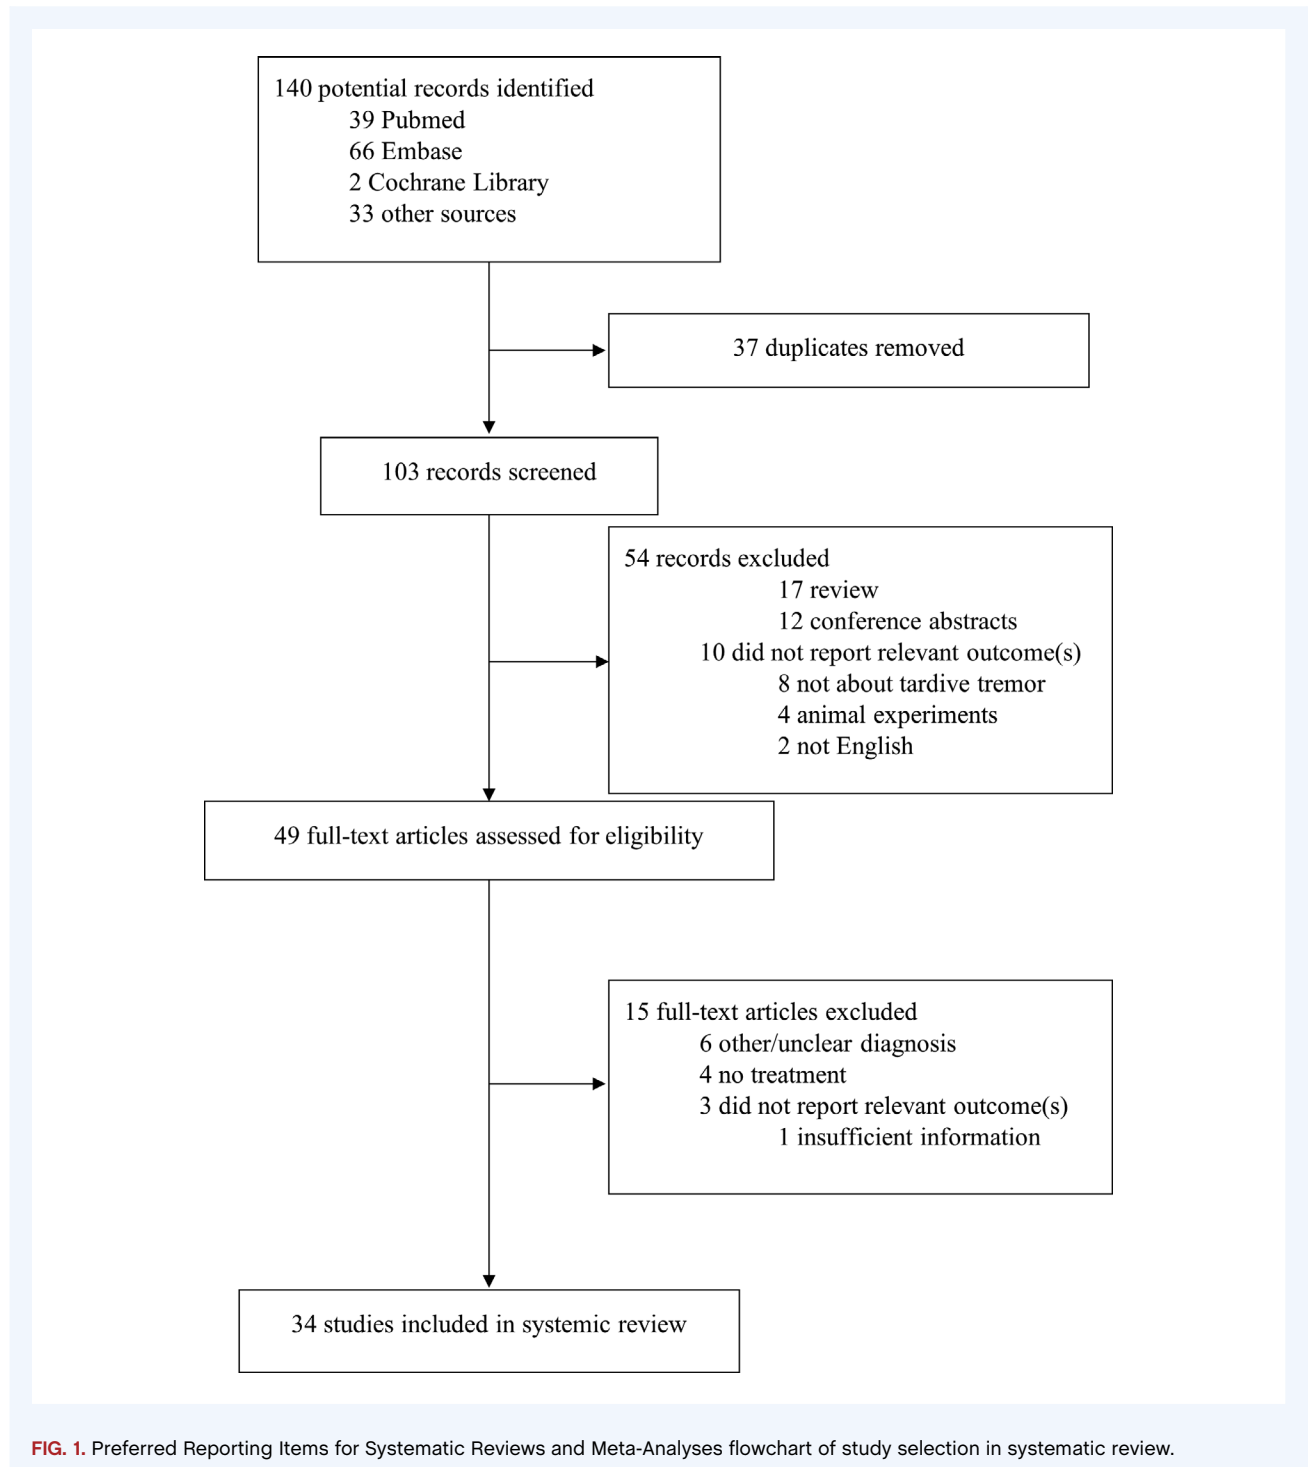 140 potential records identified
39 Pubmed
66 Embase
2 Cochrane Library
33 other sources
37 duplicates removed
103 records screened
54 records excluded
17 review
12 conference abstracts
10 did not report relevant outcome(s)
8 not about tardive tremor
4 animal experiments
2 not English
49 full-text articles assessed for eligibility
15 full-text articles excluded
6 other/unclear diagnosis
4 no treatment
3 did not report relevant outcome(s)
1 insufficient information
34 studies included in systemic review
FIG. 1. Preferred Reporting Items for Systematic Reviews and Meta-Analyses flowchart of study selection in systematic review.